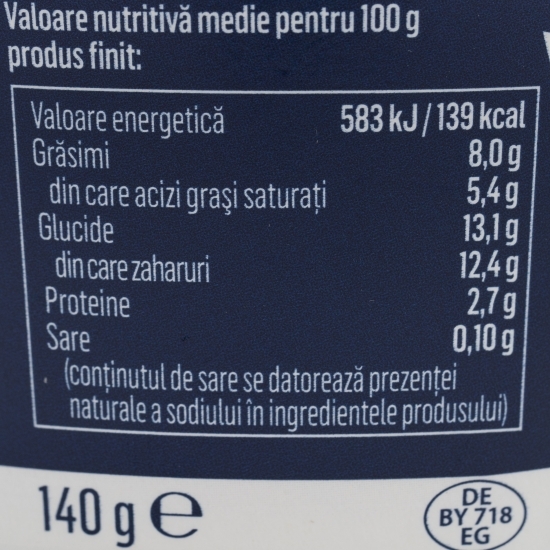 Valoare nutritivă medie pentru 100 g
produs finit:
Valoare energetică 583 kJ / 139 kcal
Grăsimi 8,0 g
din care acizi graşi saturați 5,4 g
Glucide 13,1 g
din care zaharuri 12,4 g
Proteine 2,7 g
Sare 0,10 g
(conținutul de sare se datorează prezenței
naturale a sodiului în ingredientele produsului)
140 g ℮
DE
BY 718
EG